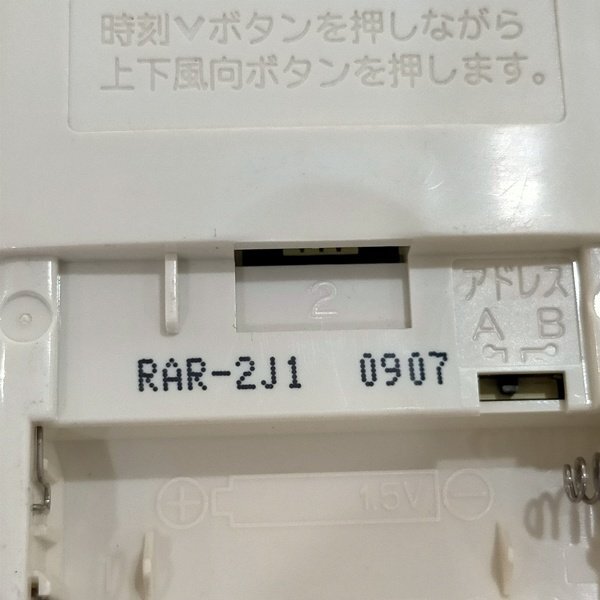 時刻∨ボタンを押しながら
上下風向ボタンを押します。
2
アドレス
A B
RAR-2J1 0907
⊕ 1.5V ⊖